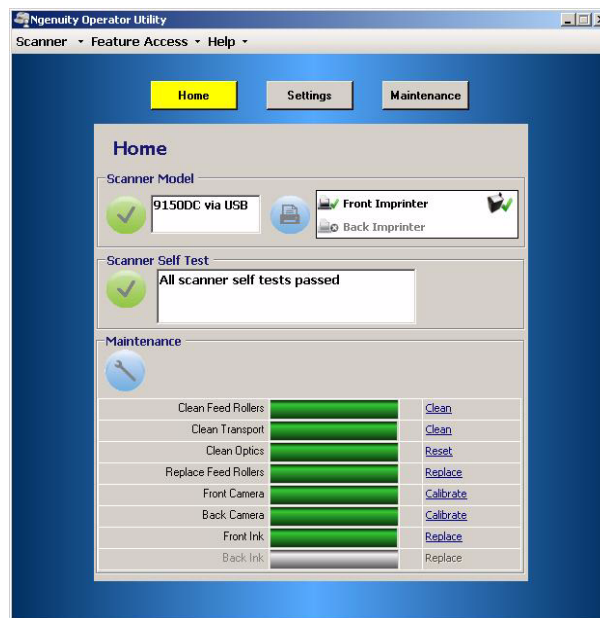 Ngenuity Operator Utility
Scanner Feature Access Help
Home Settings Maintenance
Home
Scanner Model
9150DC via USB
Front Imprinter
Back Imprinter
Scanner Self Test
All scanner self tests passed
Maintenance
Clean Feed Rollers Clean
Clean Transport Clean
Clean Optics Reset
Replace Feed Rollers Replace
Front Camera Calibrate
Back Camera Calibrate
Front Ink Replace
Back Ink Replace